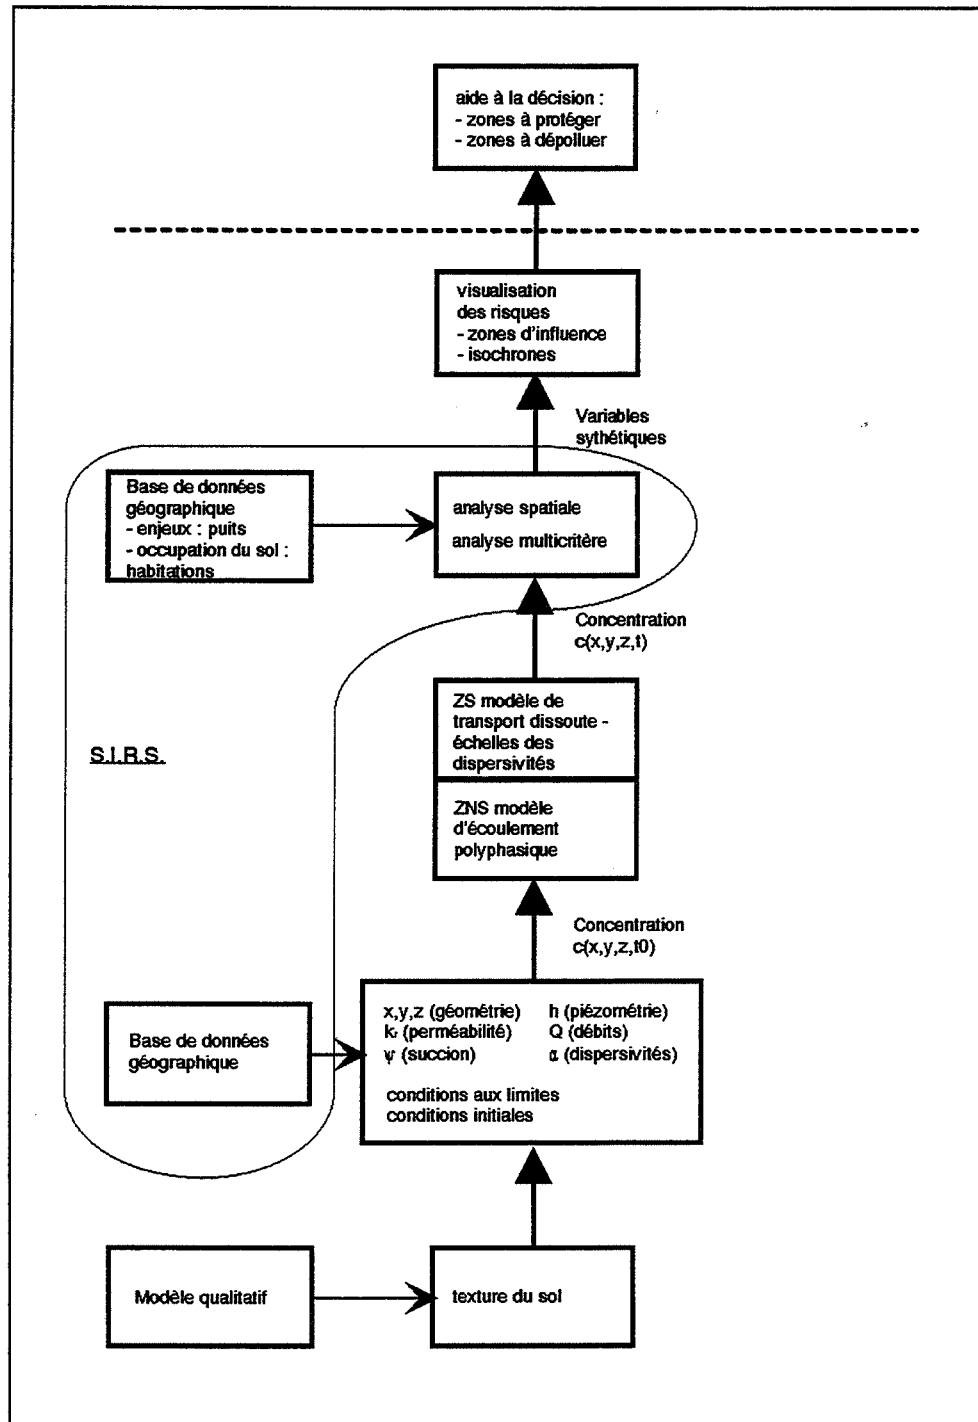 aide à la décision :
- zones à protéger
- zones à dépolluer
visualisation
des risques
- zones d'influence
- isochrones
Variables
sythétiques
Base de données
géographique
- enjeux : puits
- occupation du sol :
habitations
analyse spatiale
analyse multicritère
Concentration
c(x,y,z,t)
ZS modèle de
transport dissoute -
échelles des
dispersivités
S.I.R.S.
ZNS modèle
d'écoulement
polyphasique
Concentration
c(x,y,z,t0)
x,y,z (géométrie) h (piézométrie)
kr (perméabilité) Q (débits)
ψ (succion) α (dispersivités)
conditions aux limites
conditions initiales
Base de données
géographique
Modèle qualitatif
texture du sol